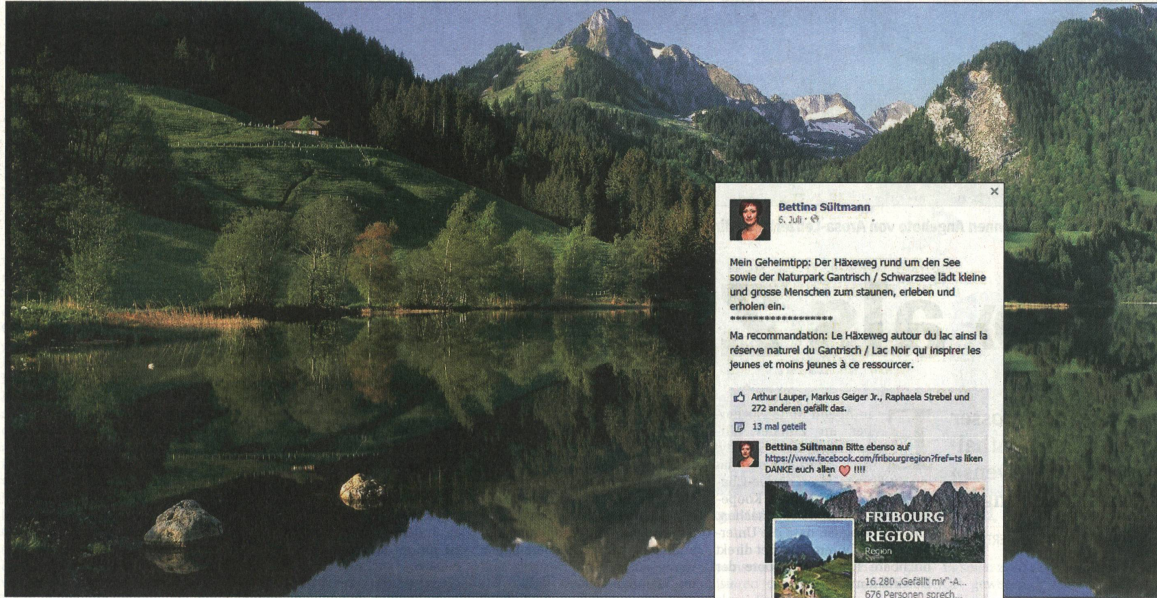 ×
Bettina Sültmann
6. Juli ·
Mein Geheimtipp: Der Häxeweg rund um den See
sowie der Naturpark Gantrisch / Schwarzsee lädt kleine
und grosse Menschen zum staunen, erleben und
erholen ein.
******************
Ma recommandation: Le Häxeweg autour du lac ainsi la
réserve naturel du Gantrisch / Lac Noir qui inspirer les
jeunes et moins jeunes à ce ressourcer.
Arthur Lauper, Markus Geiger Jr., Raphaela Strebel und
272 anderen gefällt das.
13 mal geteilt
Bettina Sültmann Bitte ebenso auf
https://www.facebook.com/fribourgregion?fref=ts liken
DANKE euch allen ❤ !!!!
FRIBOURG
REGION
Region
16.280 „Gefällt mir"-A...
676 Personen sprech...